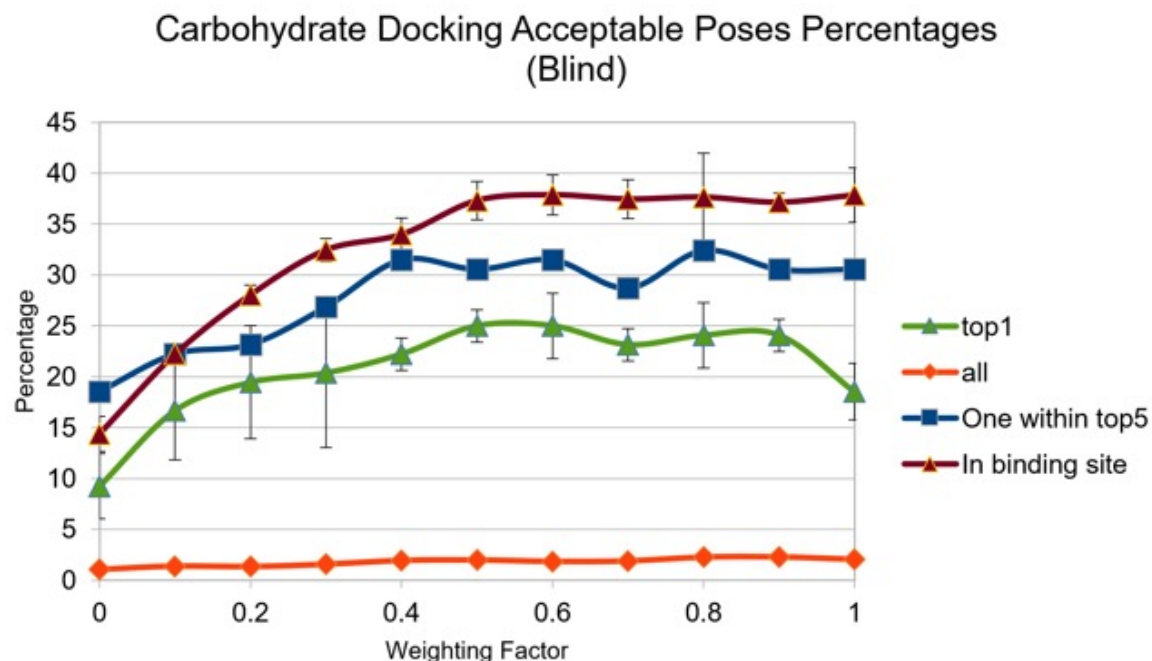 Carbohydrate Docking Acceptable Poses Percentages
(Blind)
45
40
35
30
25
20
15
10
5
0
Percentage
0
0.2
0.4
0.6
0.8
1
Weighting Factor
top1
all
One within top5
In binding site